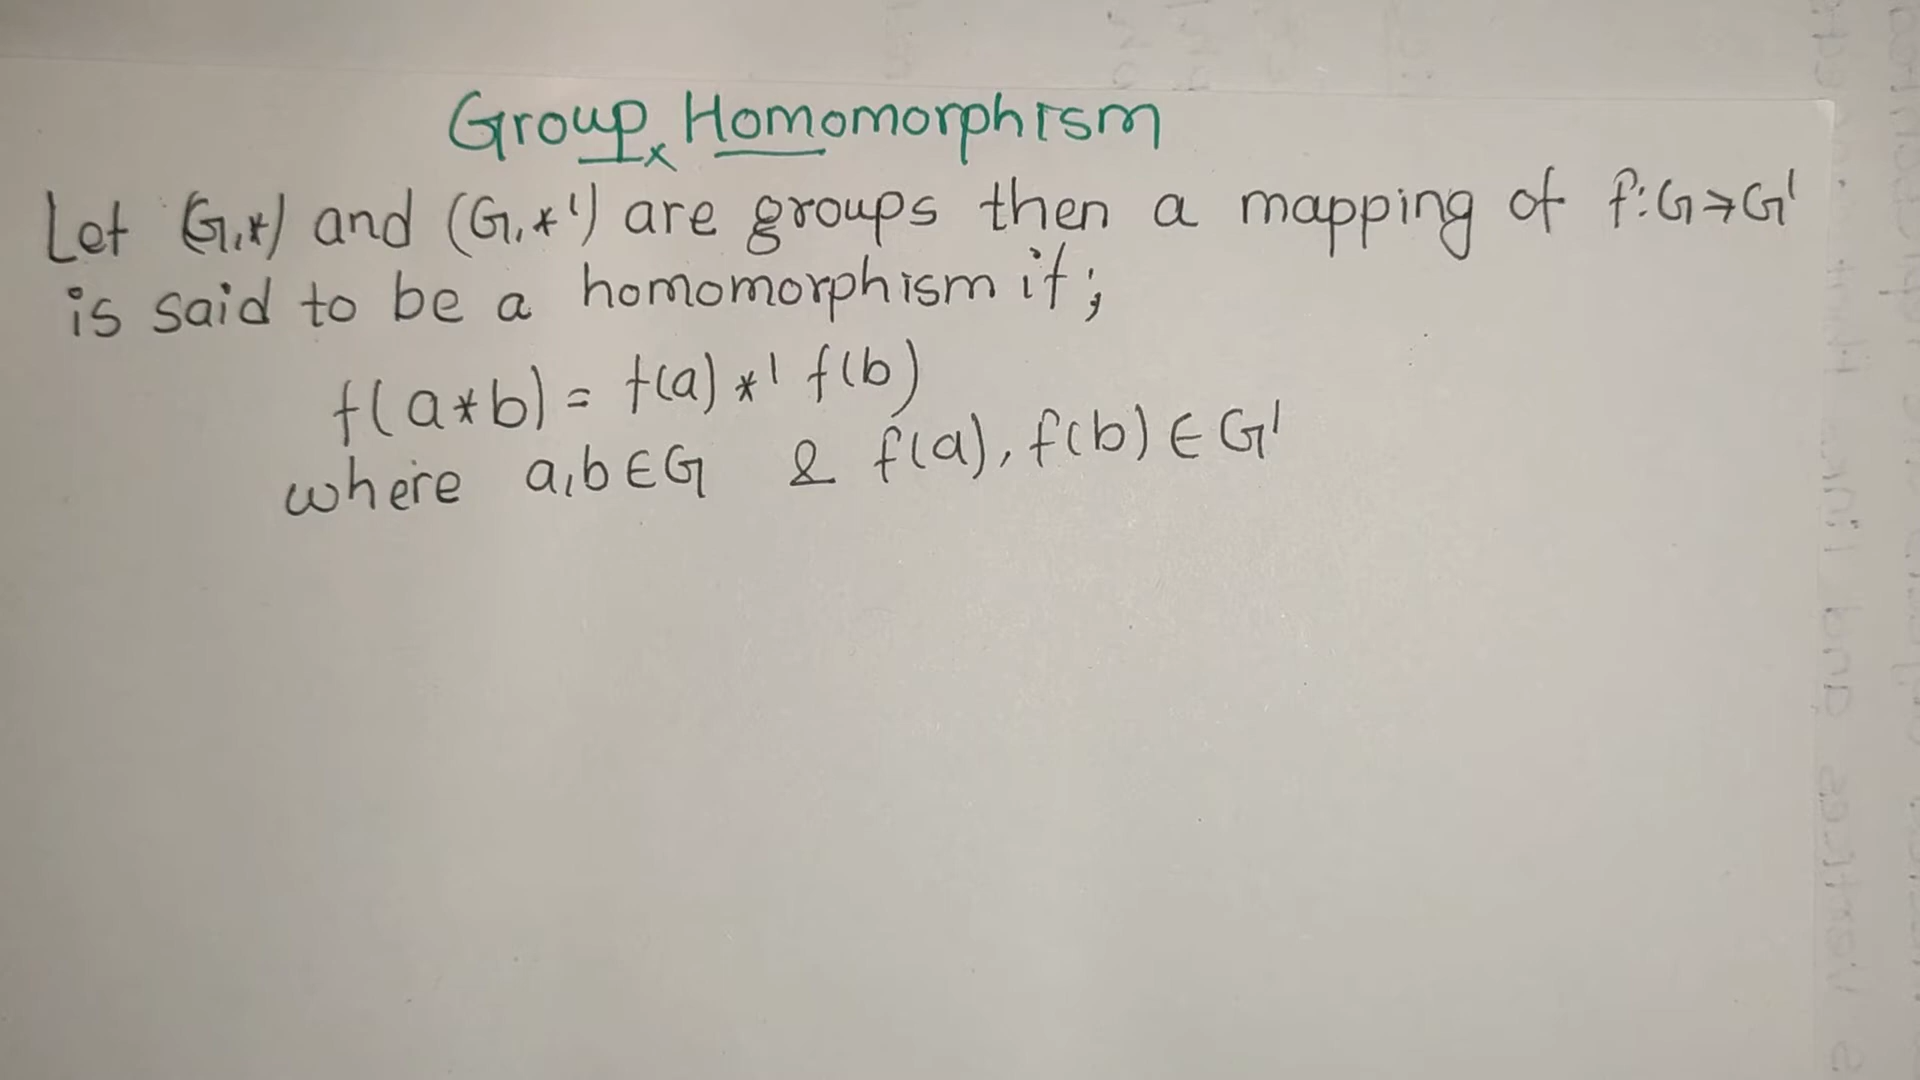 Group Homomorphism
Let (G,*) and (G,*') are groups then a mapping of f:G→G'
is said to be a homomorphism if;
f(a*b) = f(a) *' f(b)
where a,b∈G & f(a), f(b) ∈ G'